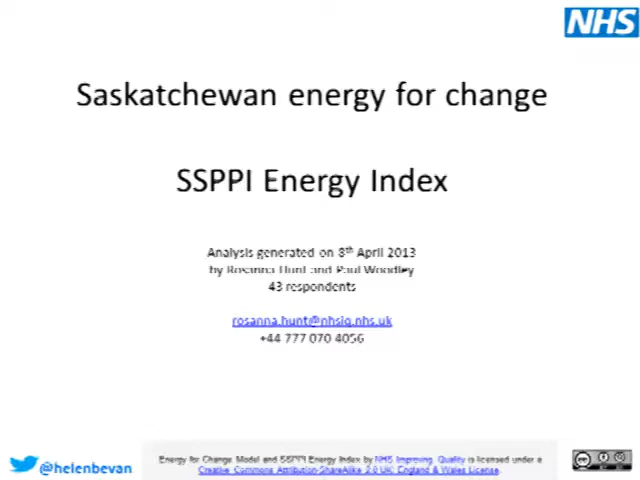 NHS
Saskatchewan energy for change
SSPPI Energy Index
Analysis generated on 8th April 2013
by Rosanna Hunt and Paul Woodley
43 respondents
rosanna.hunt@nhsiq.nhs.uk
+44 777 070 4056
@helenbevan
Energy for Change Model and SSPPI Energy Index by NHS Improving Quality is licensed under a
Creative Commons Attribution-ShareAlike 2.0 UK: England & Wales License.